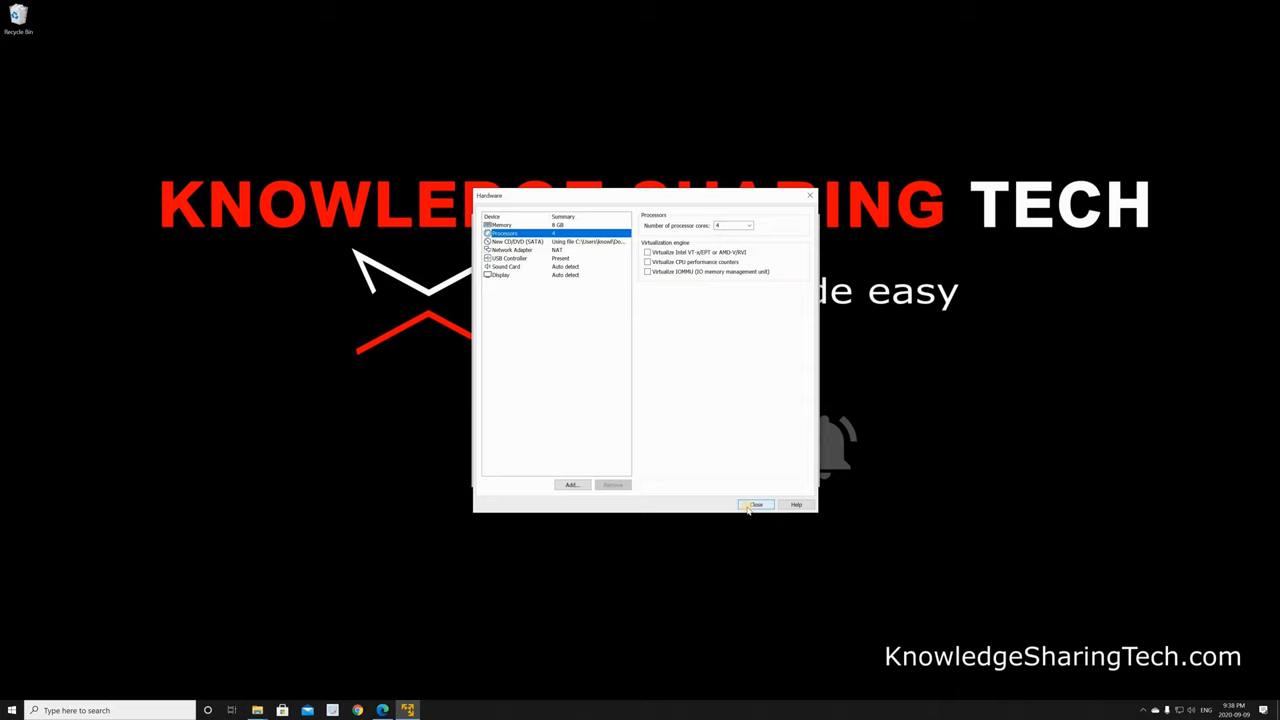 Recycle Bin
KNOWLEDGE SHARING TECH
de easy
Hardware
Device Summary
Memory 8 GB
Processors 4
New CD/DVD (SATA) Using file C:\Users\knowl\Do...
Network Adapter NAT
USB Controller Present
Sound Card Auto detect
Display Auto detect
Add...
Remove
Processors
Number of processor cores: 4
Virtualization engine
Virtualize Intel VT-x/EPT or AMD-V/RVI
Virtualize CPU performance counters
Virtualize IOMMU (IO memory management unit)
Close
Help
KnowledgeSharingTech.com
Type here to search
ENG
9:38 PM
2020-09-09